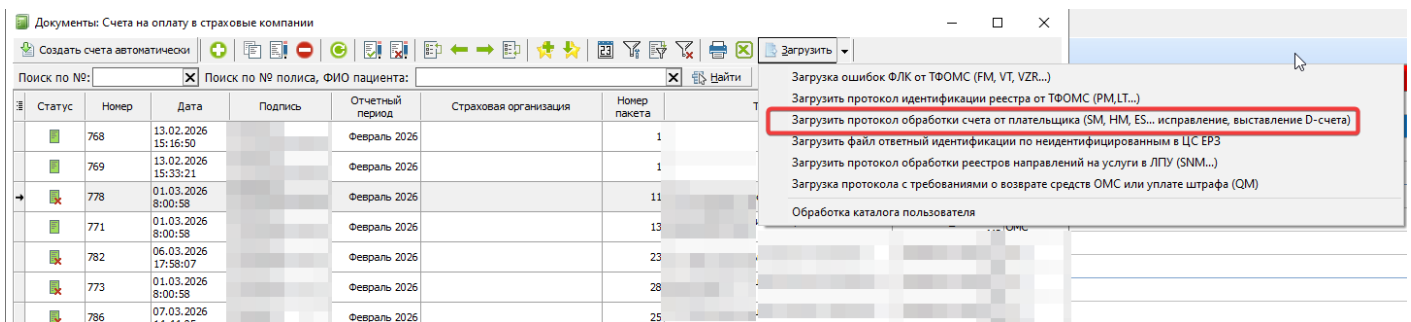 Документы: Счета на оплату в страховые компании
Создать счета автоматически
Загрузить
Поиск по №:
Поиск по № полиса, ФИО пациента:
Найти
Загрузка ошибок ФЛК от ТФОМС (FM, VT, VZR...)
Загрузить протокол идентификации реестра от ТФОМС (PM,LT...)
Загрузить протокол обработки счета от плательщика (SM, HM, ES... исправление, выставление D-счета)
Загрузить файл ответный идентификации по неидентифицированным в ЦС ЕРЗ
Загрузить протокол обработки реестров направлений на услуги в ЛПУ (SNM...)
Загрузка протокола с требованиями о возврате средств ОМС или уплате штрафа (QM)
Обработка каталога пользователя
Статус Номер Дата Подпись Отчетный период Страховая организация Номер пакета
768 13.02.2026 15:16:50 Февраль 2026 1
769 13.02.2026 15:33:21 Февраль 2026 1
778 01.03.2026 8:00:58 Февраль 2026 11
771 01.03.2026 8:00:58 Февраль 2026 13
782 06.03.2026 17:58:07 Февраль 2026 23
773 01.03.2026 8:00:58 Февраль 2026 28
786 07.03.2026 Февраль 2026 25